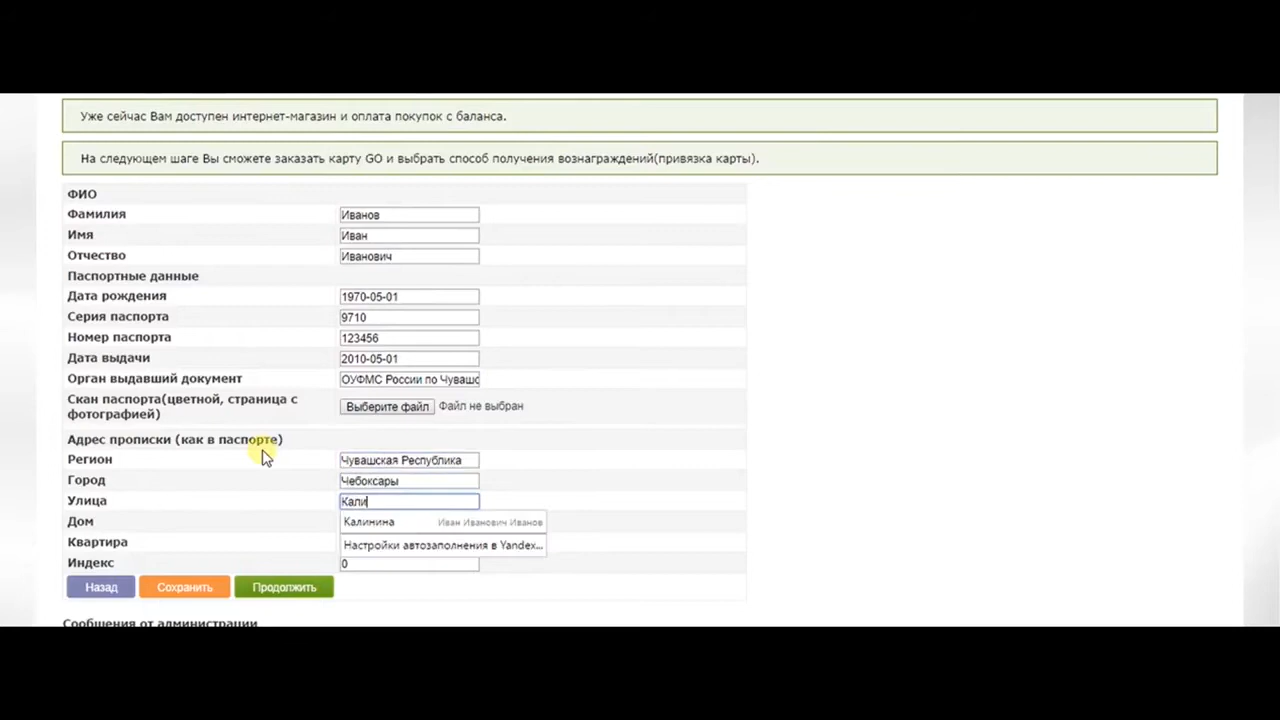 Уже сейчас Вам доступен интернет-магазин и оплата покупок с баланса.
На следующем шаге Вы сможете заказать карту GO и выбрать способ получения вознаграждений(привязка карты).
ФИО
Фамилия Иванов
Имя Иван
Отчество Иванович
Паспортные данные
Дата рождения 1970-05-01
Серия паспорта 9710
Номер паспорта 123456
Дата выдачи 2010-05-01
Орган выдавший документ ОУФМС России по Чувашс
Скан паспорта(цветной, страница с
фотографией) Выберите файл Файл не выбран
Адрес прописки (как в паспорте)
Регион Чувашская Республика
Город Чебоксары
Улица Кали
Дом Калинина Иван Иванович Иванов
Квартира Настройки автозаполнения в Yandex...
Индекс 0
Назад Сохранить Продолжить
Сообщения от администрации